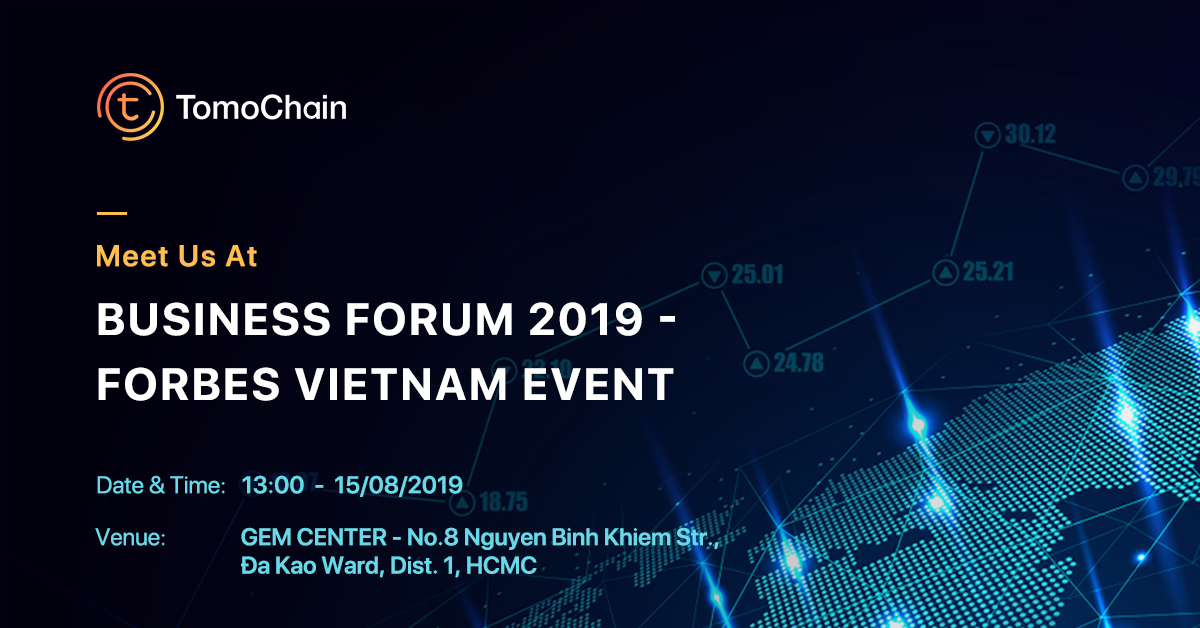 TomoChain
30.12
29.79
Meet Us At
25.01
25.21
BUSINESS FORUM 2019 -
24.78
FORBES VIETNAM EVENT
Date & Time: 13:00 - 15/08/2019
18.75
Venue: GEM CENTER - No.8 Nguyen Binh Khiem Str.,
Đa Kao Ward, Dist. 1, HCMC